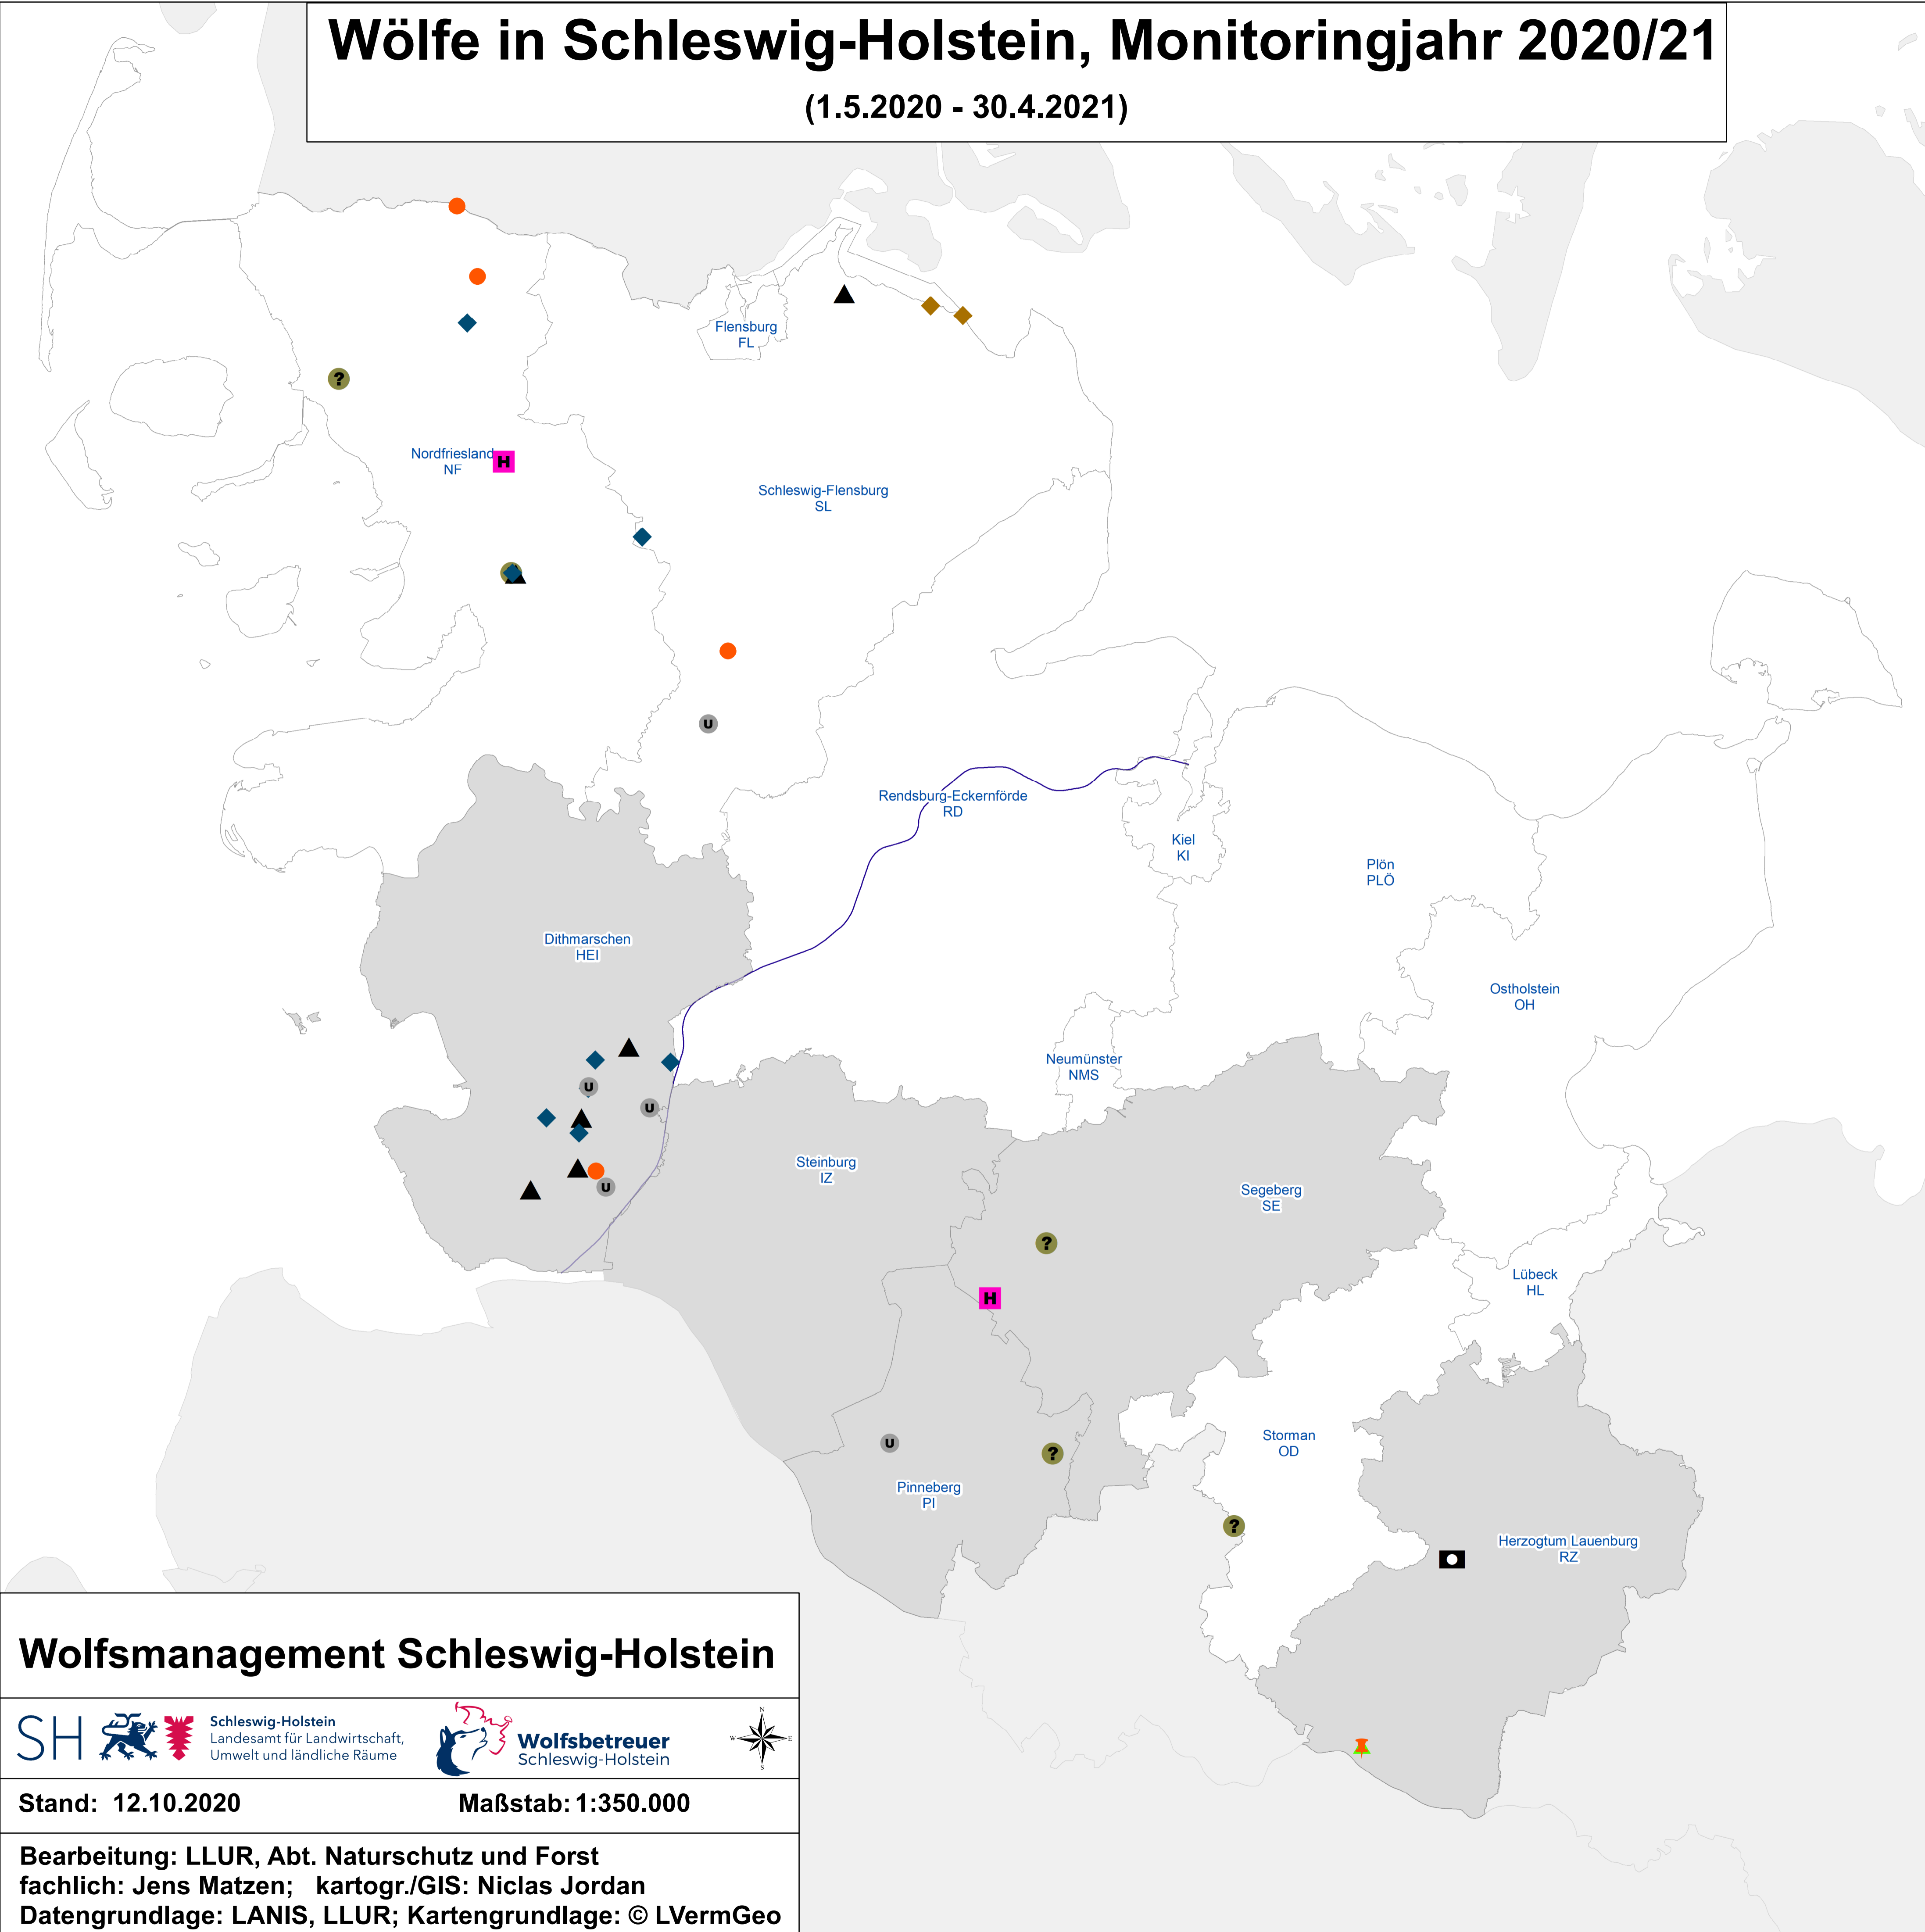 Wölfe in Schleswig-Holstein, Monitoringjahr 2020/21
(1.5.2020 - 30.4.2021)
Flensburg
FL
?
Nordfriesland
NF
H
Schleswig-Flensburg
SL
U
Rendsburg-Eckernförde
RD
Kiel
KI
Plön
PLÖ
Dithmarschen
HEI
Ostholstein
OH
Neumünster
NMS
U
U
U
Steinburg
IZ
Segeberg
SE
?
H
Lübeck
HL
U
?
Storman
OD
Pinneberg
PI
?
Herzogtum Lauenburg
RZ
Wolfsmanagement Schleswig-Holstein
SH
Schleswig-Holstein
Landesamt für Landwirtschaft,
Umwelt und ländliche Räume
Wolfsbetreuer
Schleswig-Holstein
N
W
E
S
Stand: 12.10.2020
Maßstab: 1:350.000
Bearbeitung: LLUR, Abt. Naturschutz und Forst
fachlich: Jens Matzen; kartogr./GIS: Niclas Jordan
Datengrundlage: LANIS, LLUR; Kartengrundlage: © LVermGeo